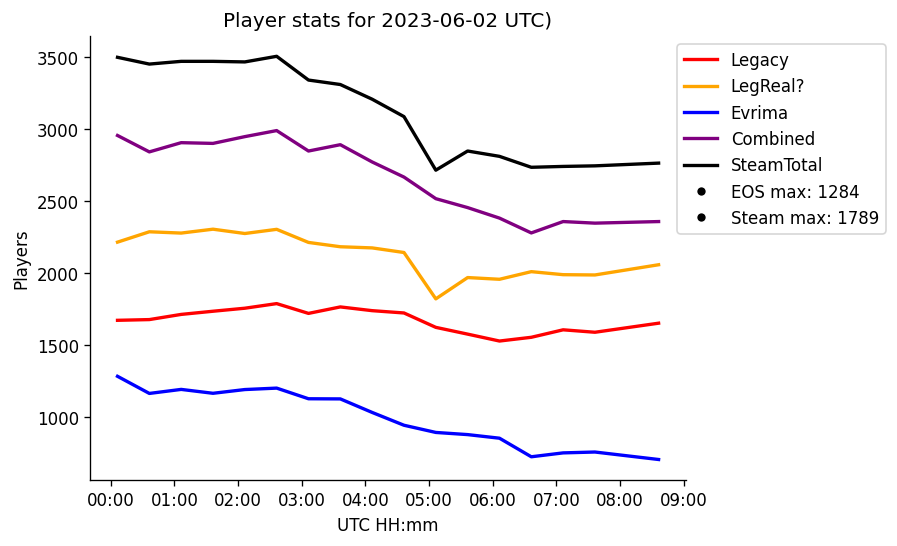 Player stats for 2023-06-02 UTC)
Legacy
LegReal?
Evrima
Combined
SteamTotal
EOS max: 1284
Steam max: 1789
Players
3500
3000
2500
2000
1500
1000
00:00 01:00 02:00 03:00 04:00 05:00 06:00 07:00 08:00 09:00
UTC HH:mm